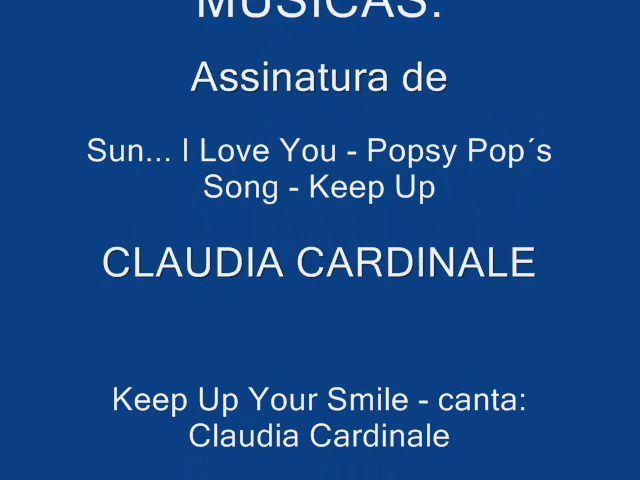 MÚSICAS:
Assinatura de
Sun... I Love You - Popsy Pop´s
Song - Keep Up
CLAUDIA CARDINALE
Keep Up Your Smile - canta:
Claudia Cardinale